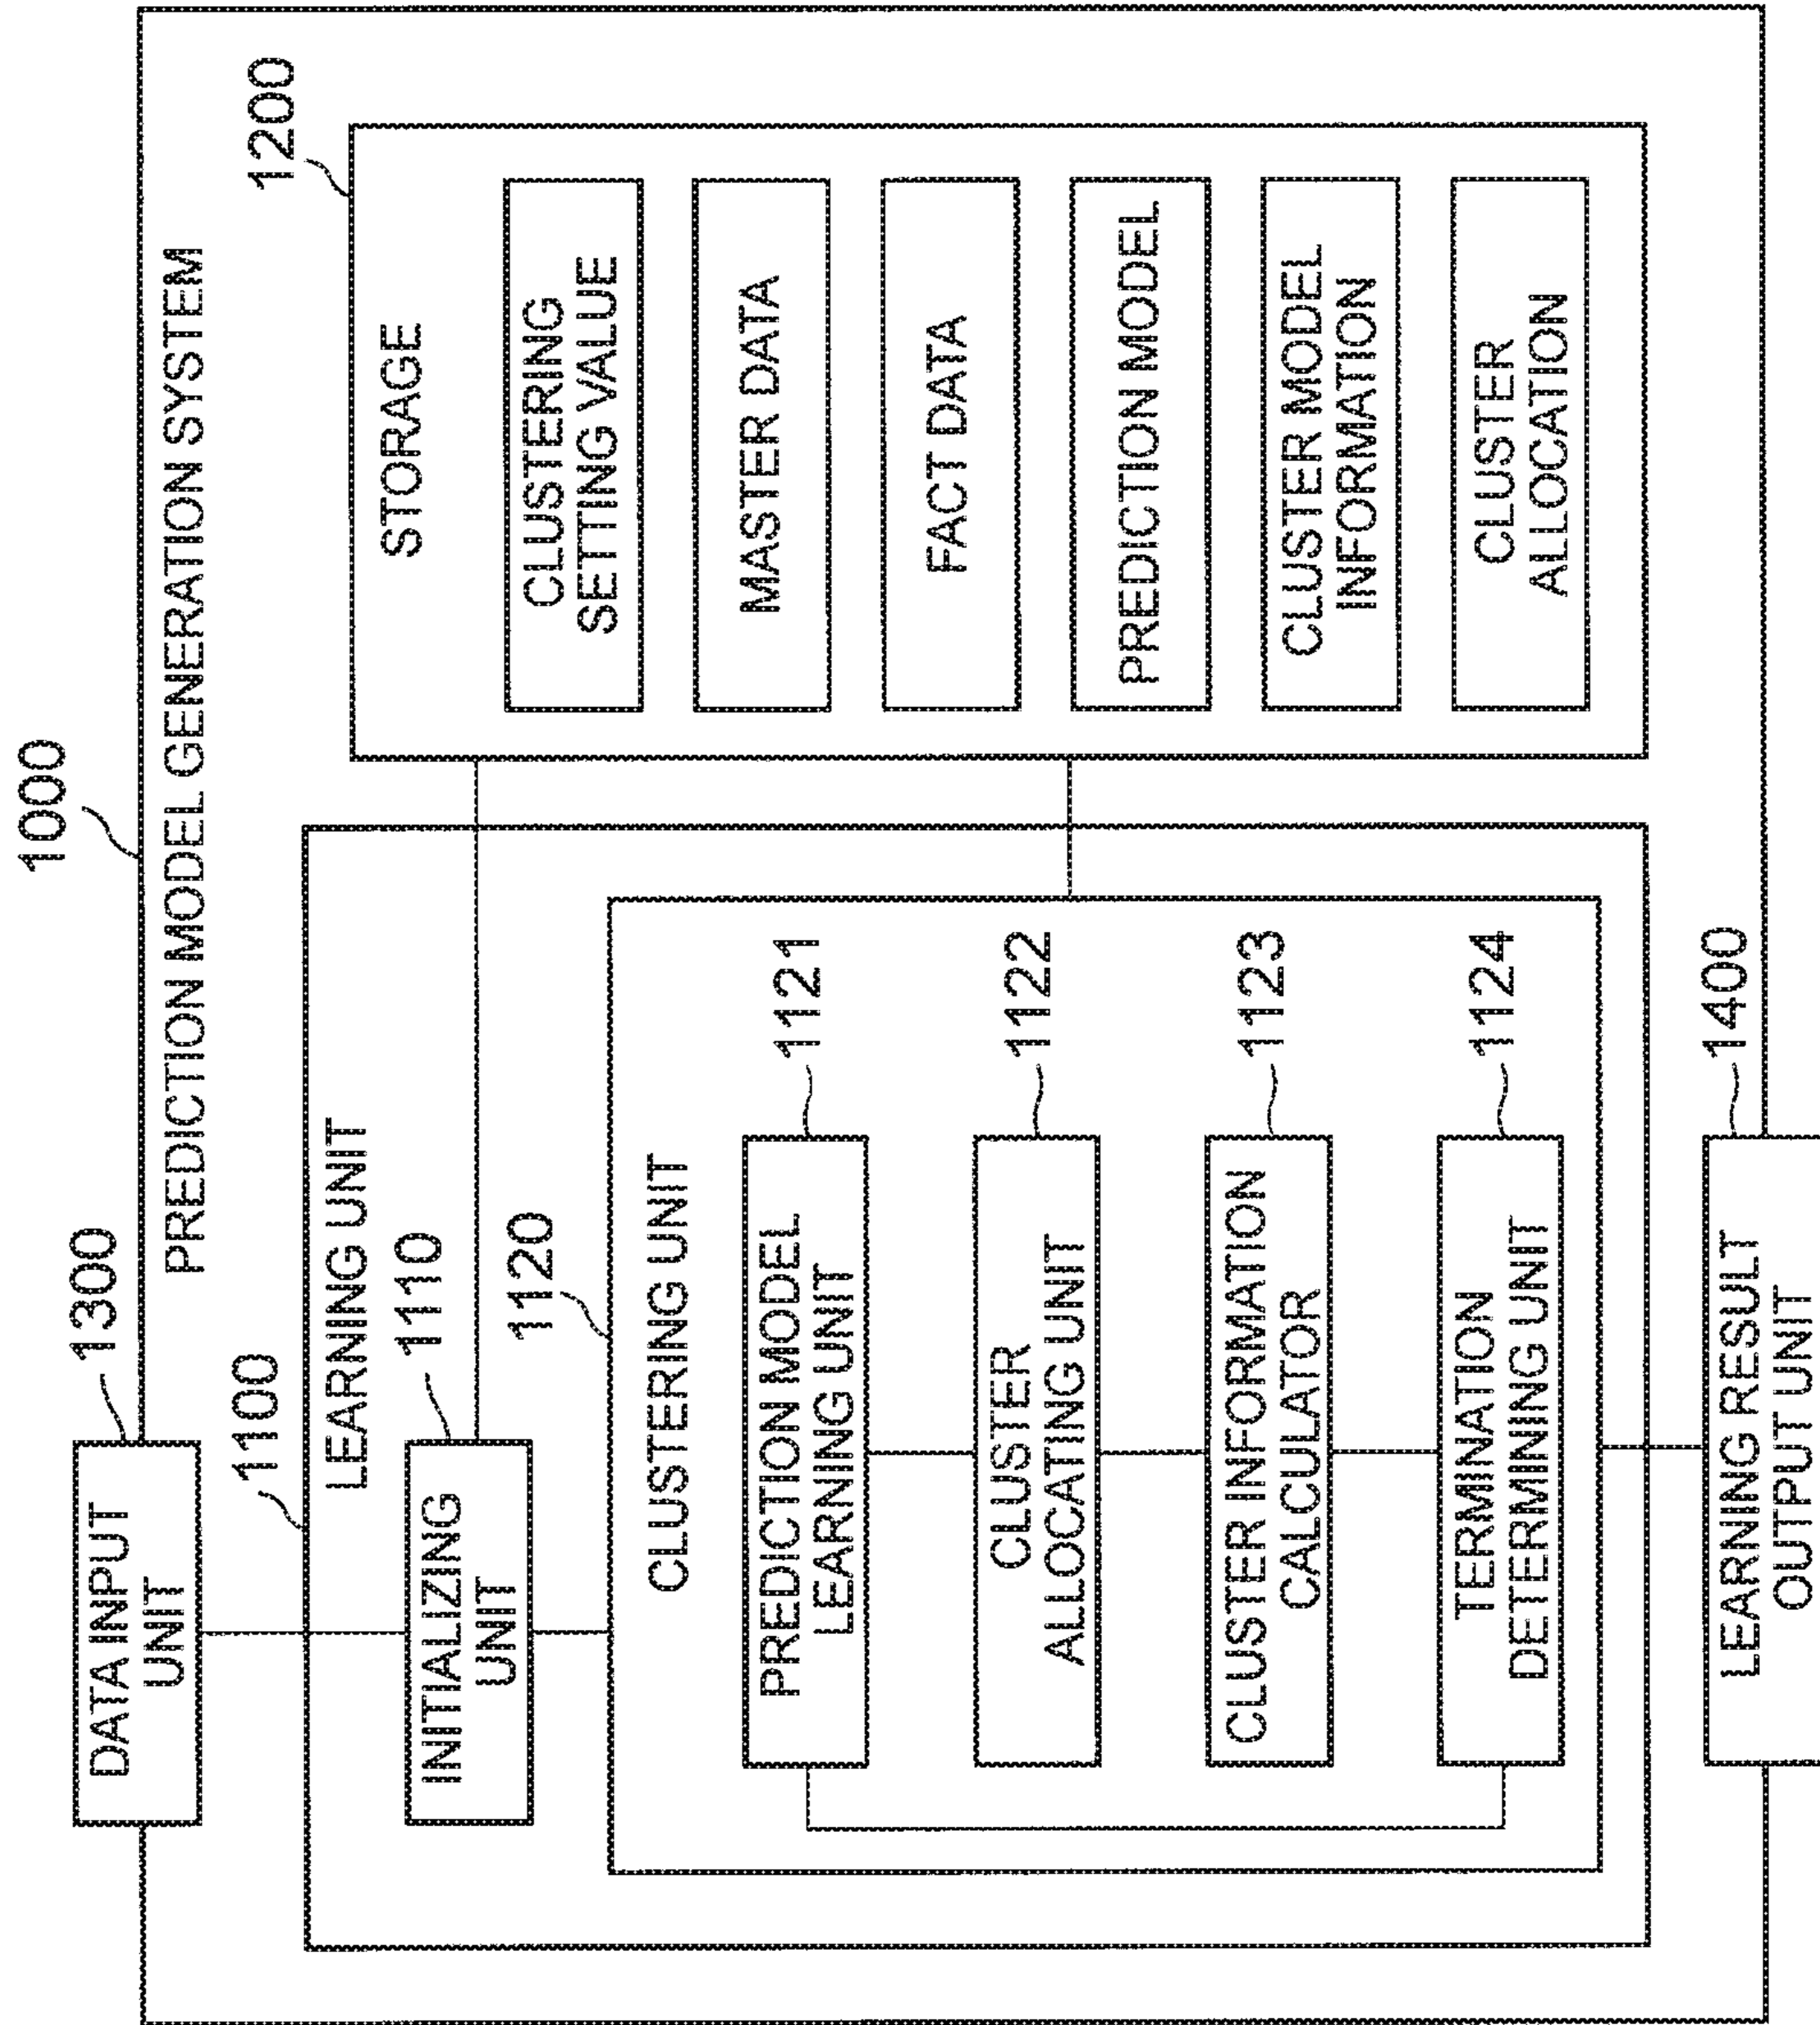 1000
1300
PREDICTION MODEL GENERATION SYSTEM
DATA INPUT
UNIT
1100
LEARNING UNIT
1110
INITIALIZING
UNIT
1120
CLUSTERING UNIT
PREDICTION MODEL
LEARNING UNIT
1121
CLUSTER
ALLOCATING UNIT
1122
CLUSTER INFORMATION
CALCULATOR
1123
TERMINATION
DETERMINING UNIT
1124
LEARNING RESULT
OUTPUT UNIT
1400
1200
STORAGE
CLUSTERING
SETTING VALUE
MASTER DATA
FACT DATA
PREDICTION MODEL
CLUSTER MODEL
INFORMATION
CLUSTER
ALLOCATION